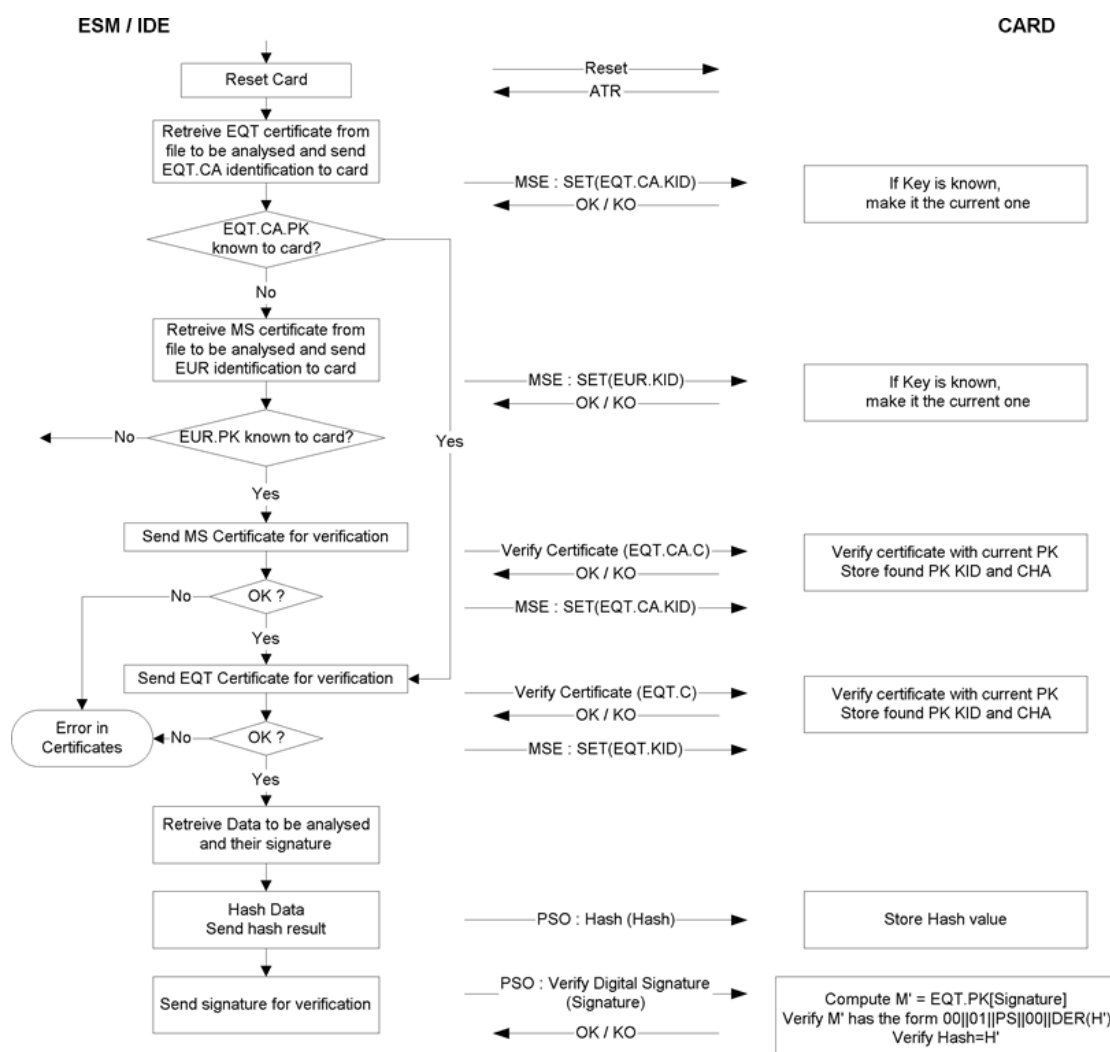 ESM / IDE
CARD
Reset Card
Reset
ATR
Retreive EQT certificate from
file to be analysed and send
EQT.CA identification to card
MSE : SET(EQT.CA.KID)
OK / KO
If Key is known,
make it the current one
EQT.CA.PK
known to card?
No
Retreive MS certificate from
file to be analysed and send
EUR identification to card
MSE : SET(EUR.KID)
OK / KO
If Key is known,
make it the current one
No
EUR.PK known to card?
Yes
Yes
Send MS Certificate for verification
Verify Certificate (EQT.CA.C)
OK / KO
Verify certificate with current PK
Store found PK KID and CHA
No
OK ?
MSE : SET(EQT.CA.KID)
Yes
Send EQT Certificate for verification
Verify Certificate (EQT.C)
OK / KO
Verify certificate with current PK
Store found PK KID and CHA
Error in
Certificates
No
OK ?
MSE : SET(EQT.KID)
Yes
Retreive Data to be analysed
and their signature
Hash Data
Send hash result
PSO : Hash (Hash)
Store Hash value
Send signature for verification
PSO : Verify Digital Signature
(Signature)
OK / KO
Compute M' = EQT.PK[Signature]
Verify M' has the form 00||01||PS||00||DER(H')
Verify Hash=H'